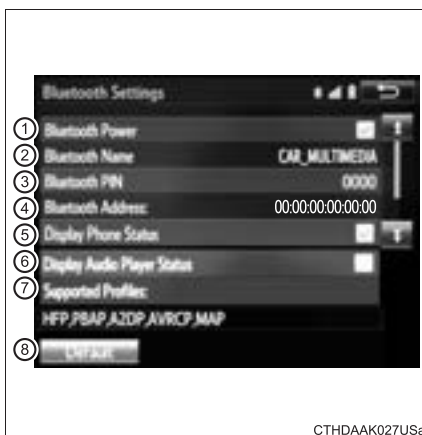 Bluetooth Settings
① Bluetooth Power
② Bluetooth Name CAR_MULTIMEDIA
③ Bluetooth PIN 0000
④ Bluetooth Address: 00:00:00:00:00:00
⑤ Display Phone Status
⑥ Display Audio Player Status
⑦ Supported Profiles:
HFP,PBAP,A2DP,AVRCP,MAP
⑧ Default
CTHDAAK027USa